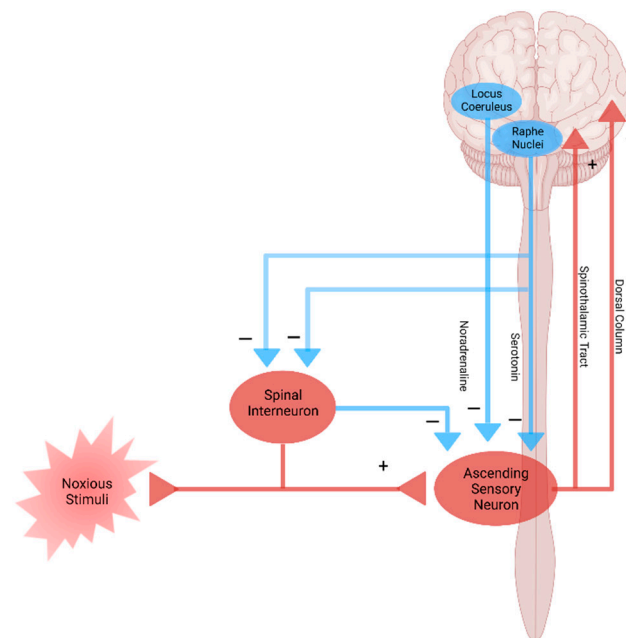 Locus
Coeruleus
Raphe
Nuclei
+
Spinothalamic Tract
Dorsal Column
Noradrenaline
Serotonin
–
–
Spinal
Interneuron
–
–
–
+
Noxious
Stimuli
Ascending
Sensory
Neuron